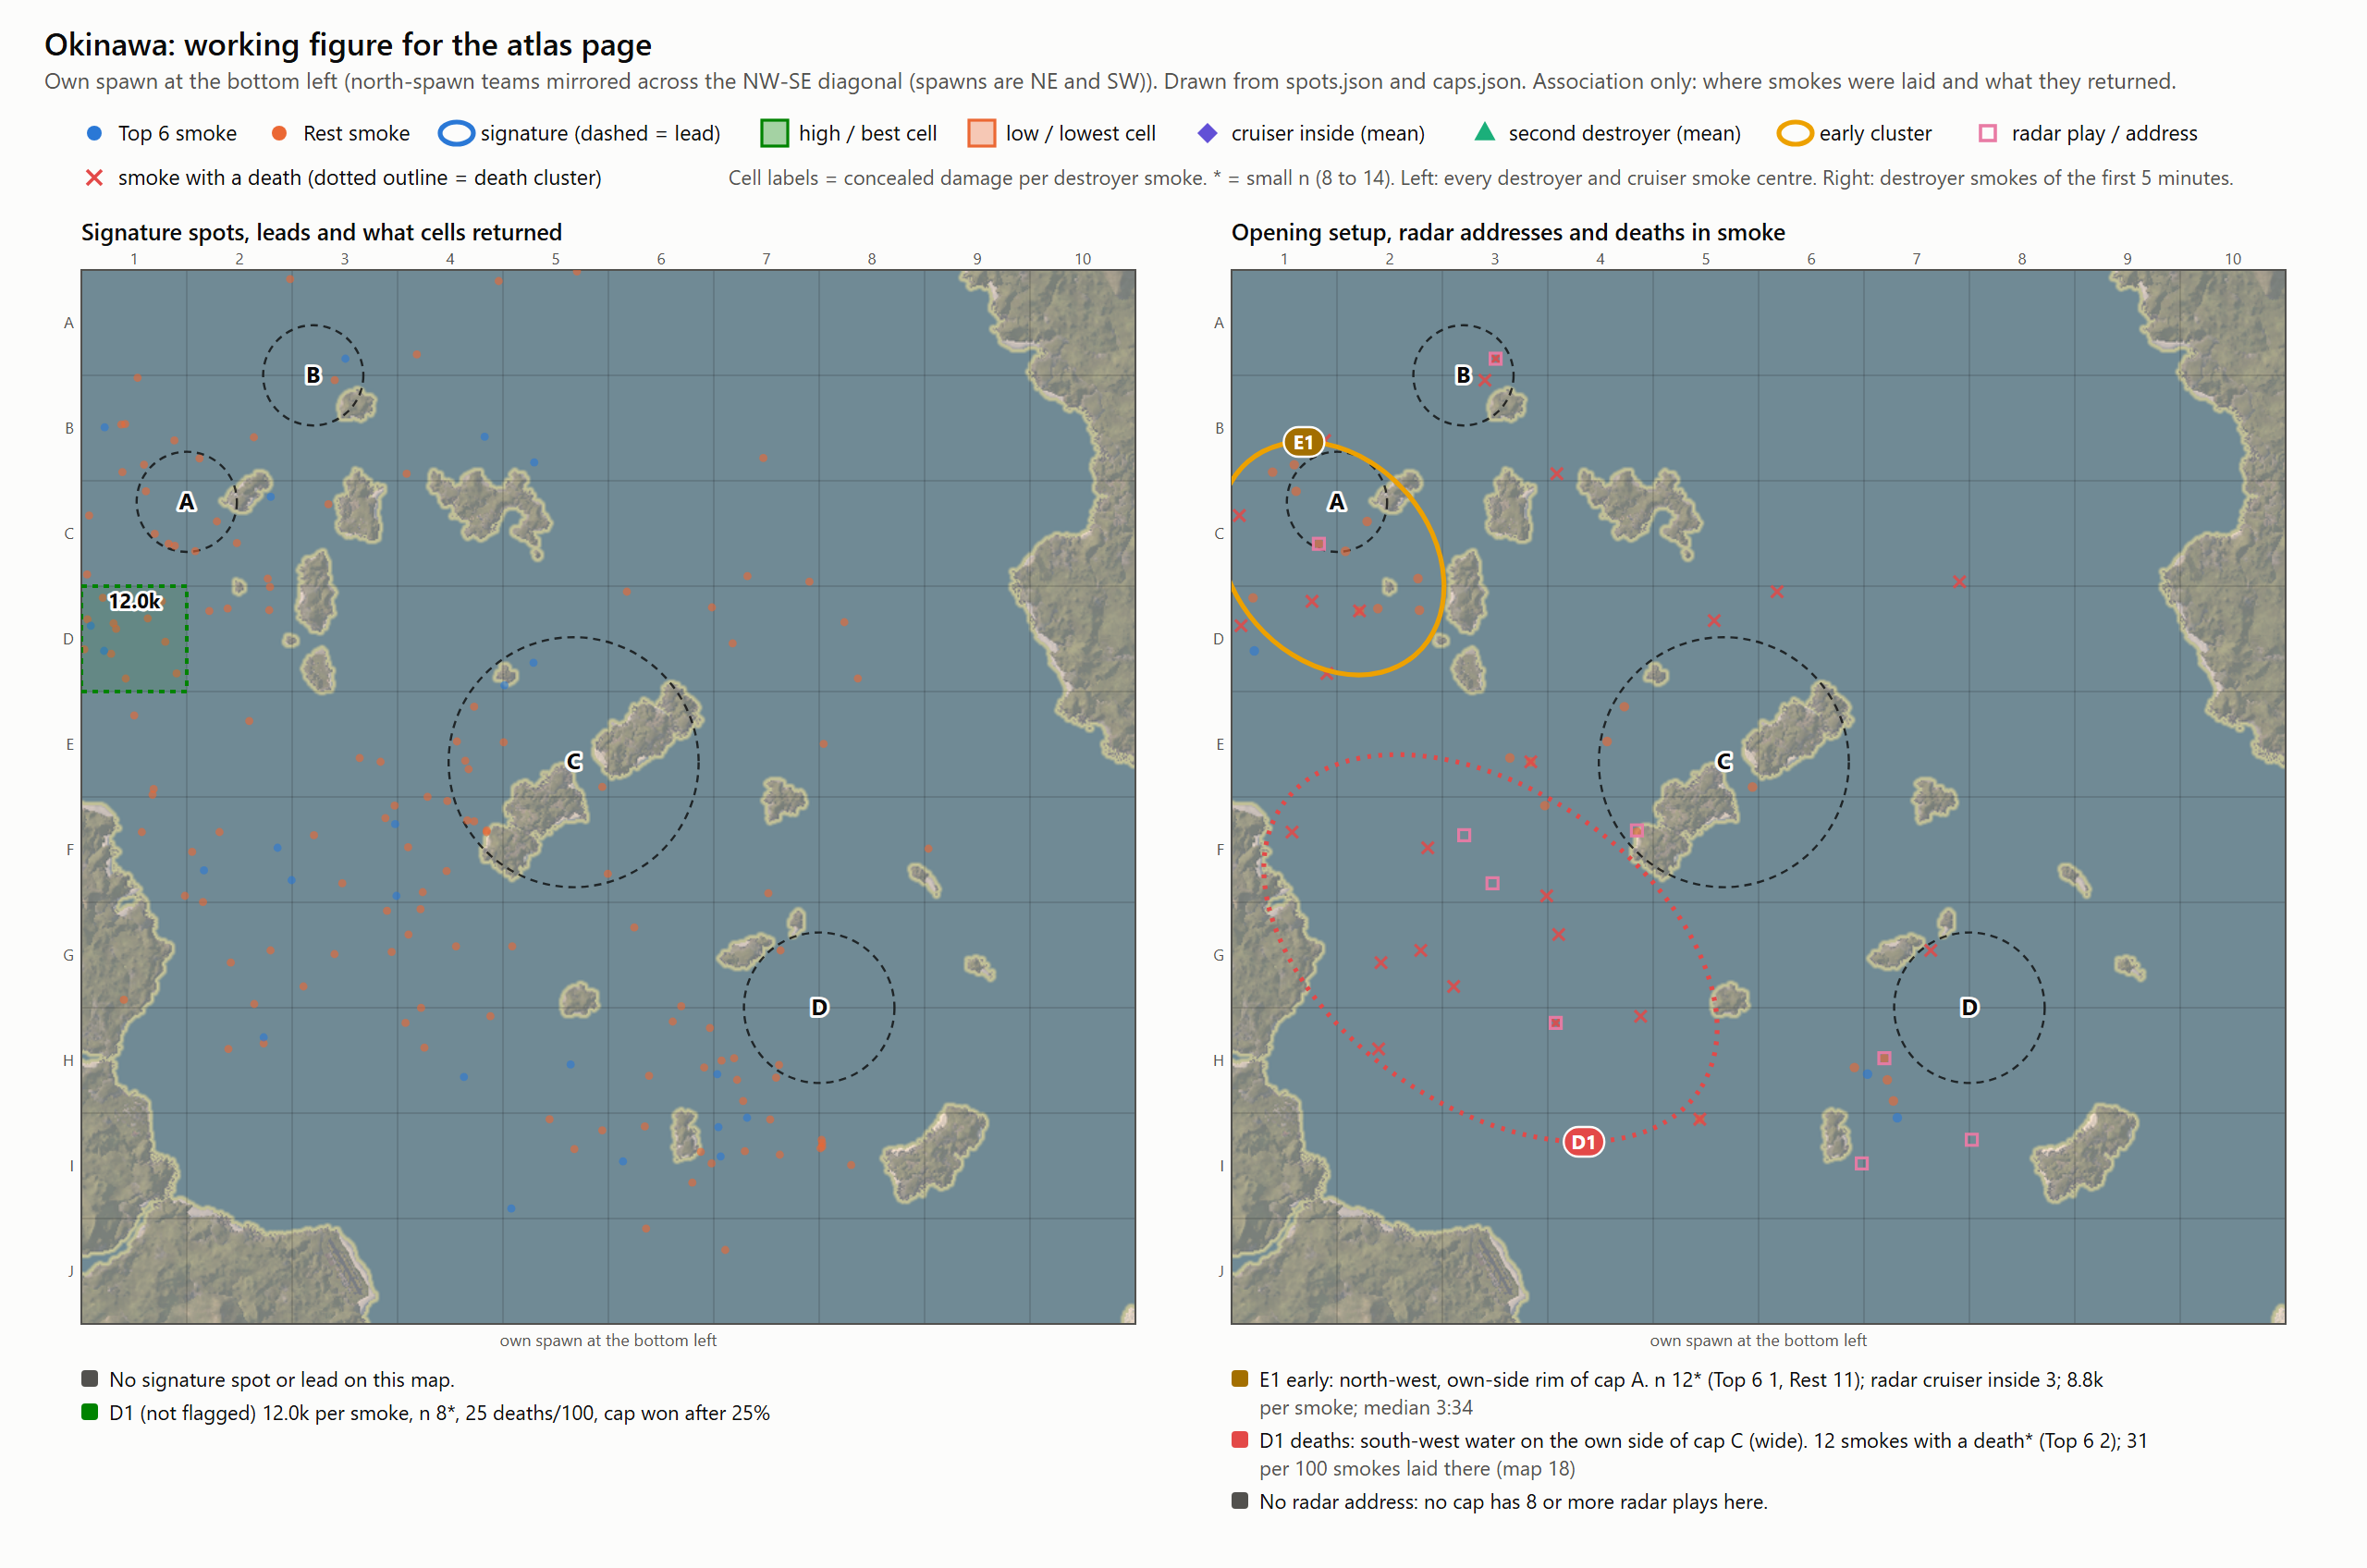 Okinawa: working figure for the atlas page
Own spawn at the bottom left (north-spawn teams mirrored across the NW-SE diagonal (spawns are NE and SW)). Drawn from spots.json and caps.json. Association only: where smokes were laid and what they returned.
Top 6 smoke
Rest smoke
signature (dashed = lead)
high / best cell
low / lowest cell
cruiser inside (mean)
second destroyer (mean)
early cluster
radar play / address
smoke with a death (dotted outline = death cluster)
Cell labels = concealed damage per destroyer smoke. * = small n (8 to 14). Left: every destroyer and cruiser smoke centre. Right: destroyer smokes of the first 5 minutes.
Signature spots, leads and what cells returned
1 2 3 4 5 6 7 8 9 10
A
B
B
A
C
12.0k
D
E
C
F
G
D
H
I
J
own spawn at the bottom left
No signature spot or lead on this map.
D1 (not flagged) 12.0k per smoke, n 8*, 25 deaths/100, cap won after 25%
Opening setup, radar addresses and deaths in smoke
1 2 3 4 5 6 7 8 9 10
A
B
B
E1
A
C
D
E
C
F
G
D
H
D1
I
J
own spawn at the bottom left
E1 early: north-west, own-side rim of cap A. n 12* (Top 6 1, Rest 11); radar cruiser inside 3; 8.8k
per smoke; median 3:34
D1 deaths: south-west water on the own side of cap C (wide). 12 smokes with a death* (Top 6 2); 31
per 100 smokes laid there (map 18)
No radar address: no cap has 8 or more radar plays here.